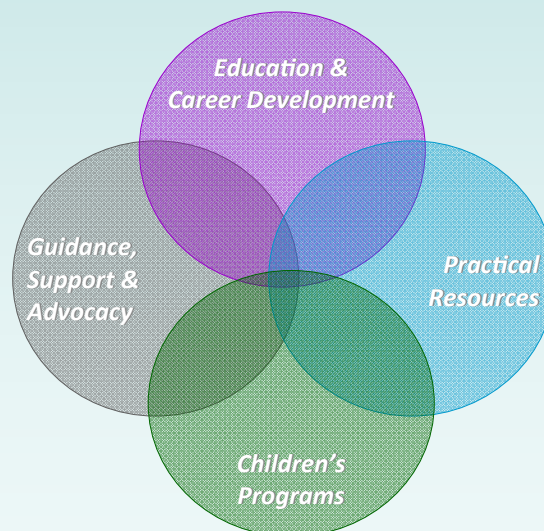 Education &
Career Development
Guidance,
Support &
Advocacy
Practical
Resources
Children’s
Programs